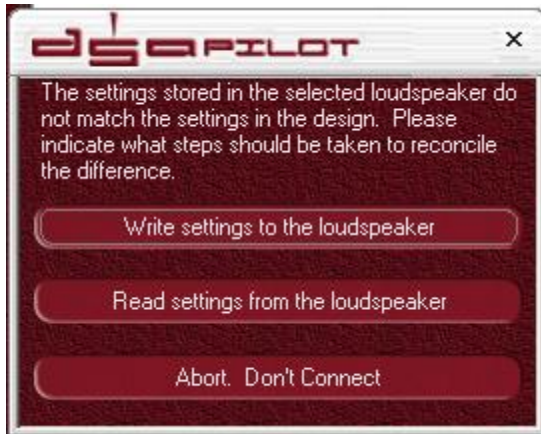 dsa PILOT
The settings stored in the selected loudspeaker do
not match the settings in the design.  Please
indicate what steps should be taken to reconcile
the difference.
Write settings to the loudspeaker
Read settings from the loudspeaker
Abort.  Don't Connect